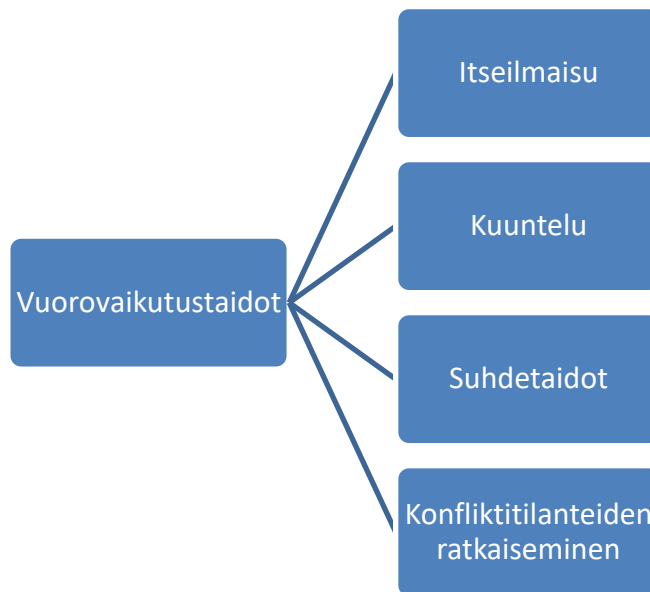 Itseilmaisu
Kuuntelu
Vuorovaikutustaidot
Suhdetaidot
Konfliktitilanteiden
ratkaiseminen